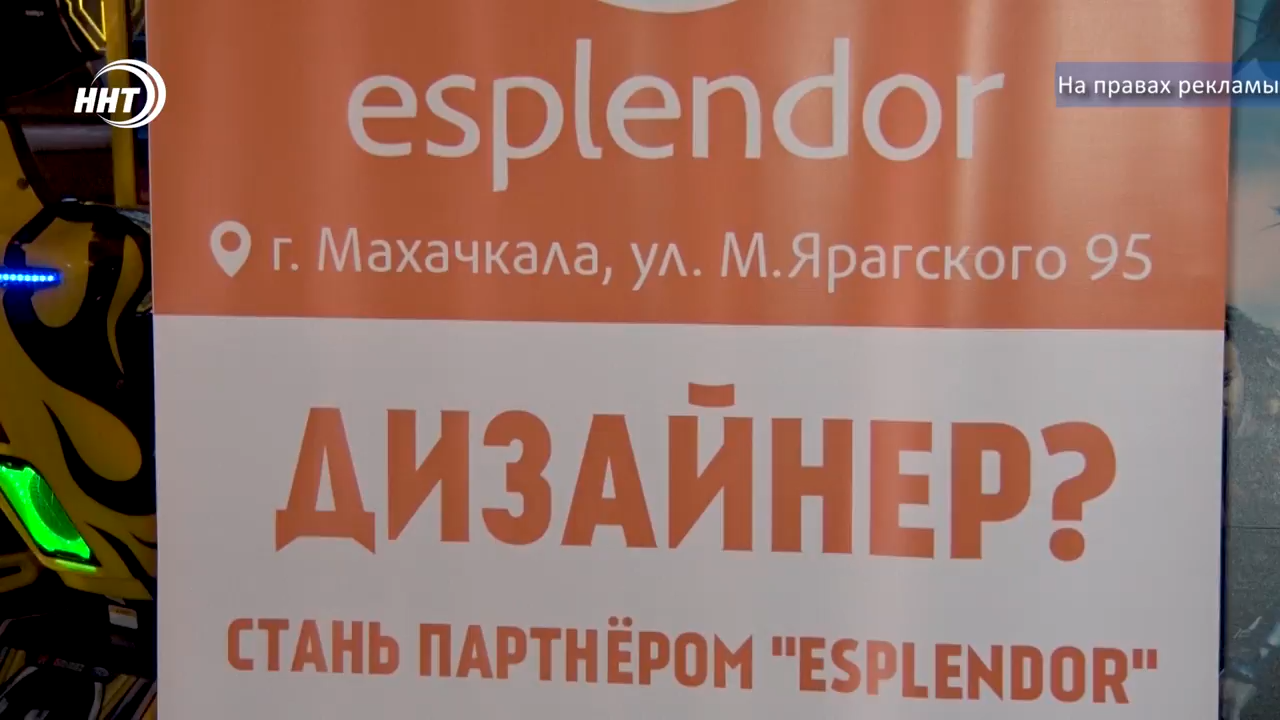 ННТ
На правах рекламы
esplendor
г. Махачкала, ул. М.Ярагского 95
ДИЗАЙНЕР?
СТАНЬ ПАРТНЁРОМ "ESPLENDOR"